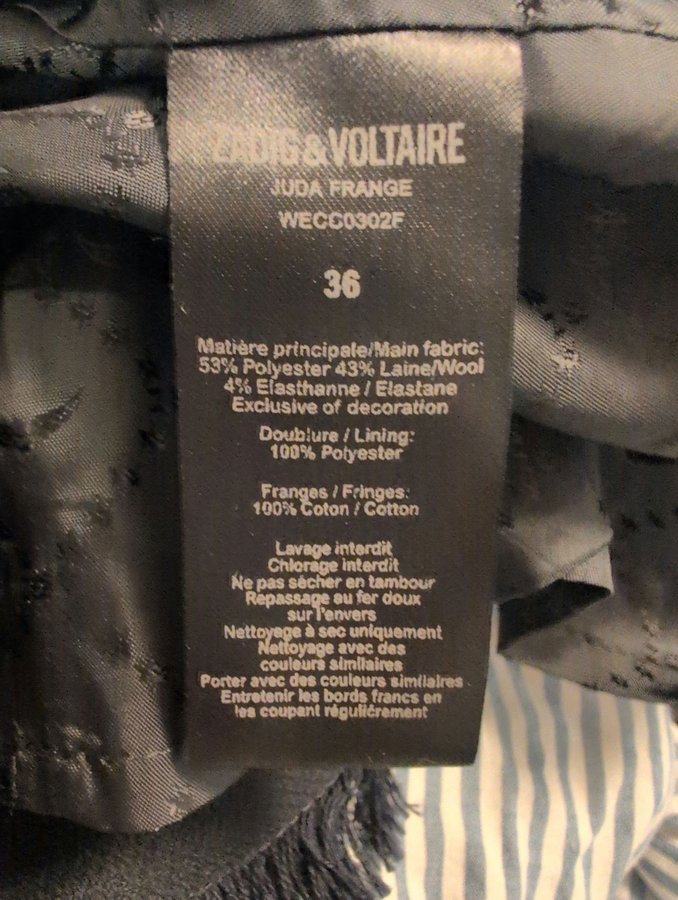 ZADIG&VOLTAIRE
JUDA FRANGE
WECC0302F
36
Matière principale/Main fabric:
53% Polyester 43% Laine/Wool
4% Elasthanne / Elastane
Exclusive of decoration
Doublure / Lining:
100% Polyester
Franges / Fringes:
100% Coton / Cotton
Lavage interdit
Chlorage interdit
Ne pas sécher en tambour
Repassage au fer doux
sur l'envers
Nettoyage à sec uniquement
Nettoyage avec des
couleurs similaires
Porter avec des couleurs similaires
Entretenir les bords francs en
les coupant régulièrement